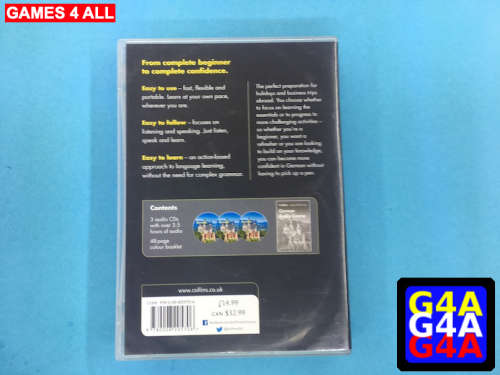 GAMES 4 ALL
From complete beginner
to complete confidence.
Easy to use – fast, flexible and
portable. Learn at your own pace,
wherever you are.
Easy to follow – focuses on
listening and speaking. Just listen,
speak and learn.
Easy to learn – an action-based
approach to language learning,
without the need for complex grammar.
The perfect preparation for
holidays and business trips
abroad. You choose whether
to focus on learning the
essentials or to progress to
more challenging activities –
so whether you're a
beginner, you want a
refresher or you are looking
to build on your knowledge,
you can become more
confident in German without
having to pick up a pen.
Contents
3 audio CDs
with over 3.5
hours of audio
48-page
colour booklet
German
£14.99
CAN $32.99
G4A
G4A
G4A